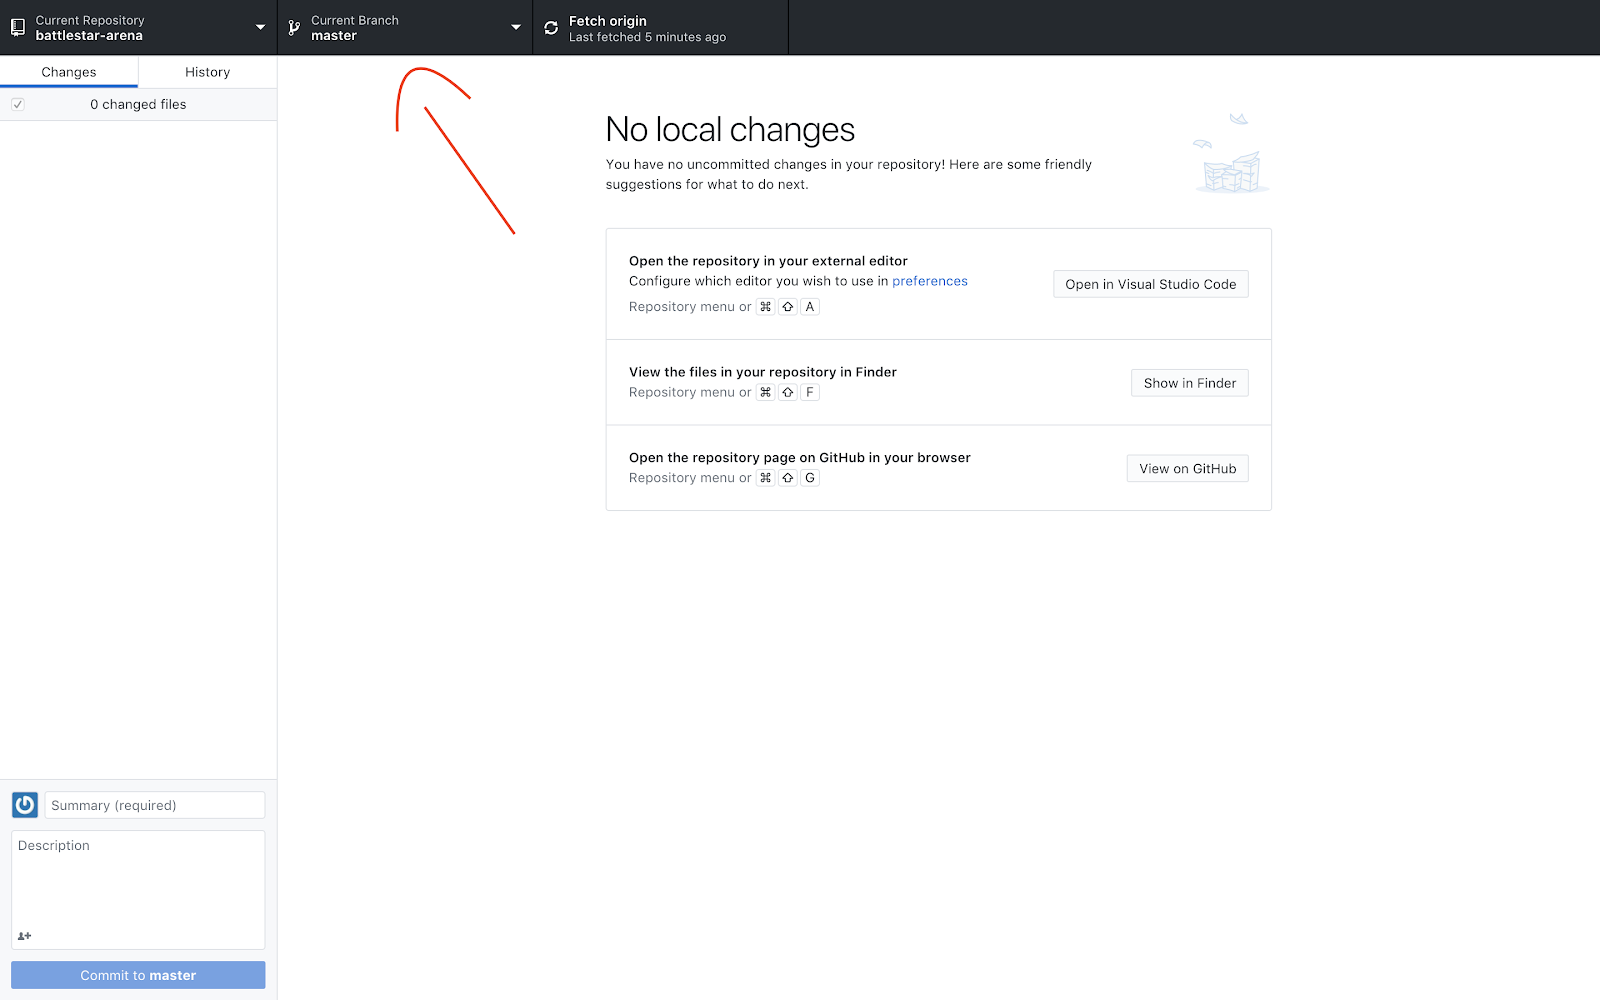 Current Repository
battlestar-arena
Current Branch
master
Fetch origin
Last fetched 5 minutes ago
Changes
History
0 changed files
No local changes
You have no uncommitted changes in your repository! Here are some friendly
suggestions for what to do next.
Open the repository in your external editor
Configure which editor you wish to use in preferences
Repository menu or ⌘ ⇧ A
Open in Visual Studio Code
View the files in your repository in Finder
Repository menu or ⌘ ⇧ F
Show in Finder
Open the repository page on GitHub in your browser
Repository menu or ⌘ ⇧ G
View on GitHub
Summary (required)
Description
Commit to master